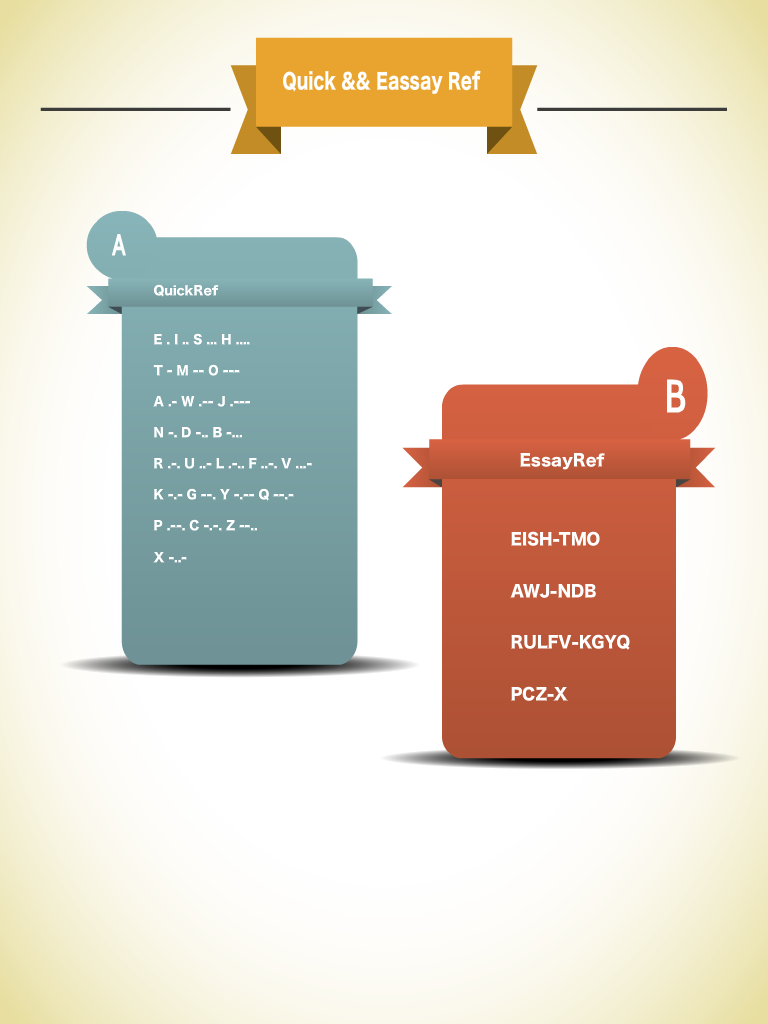 Quick && Eassay Ref
A
QuickRef
E . I .. S ... H ....
T - M -- O ---
A .- W .-- J .---
N -. D -.. B -...
R .-. U ..- L .-.. F ..-. V ...-
K -.- G --. Y -.-- Q --.-
P .--. C -.-. Z --..
X -..-
B
EssayRef
EISH-TMO
AWJ-NDB
RULFV-KGYQ
PCZ-X